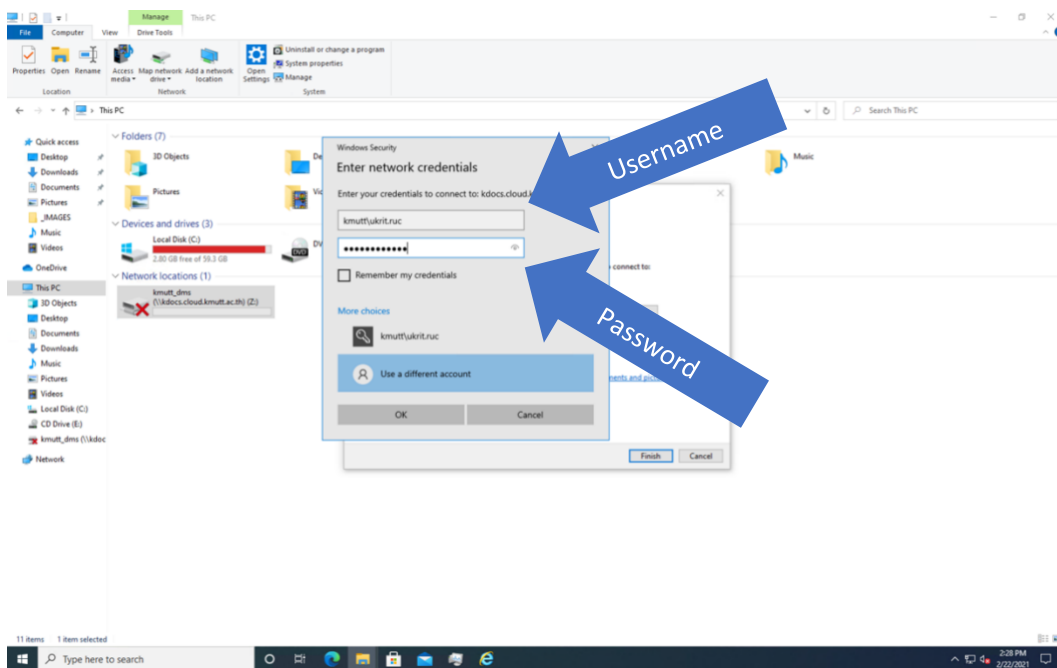 Manage This PC
File Computer View Drive Tools
Properties Open Rename Access media Map network drive Add a network location Open Settings
Uninstall or change a program
System properties
Manage
Location Network System
This PC
Search This PC
Quick access
Desktop
Downloads
Documents
Pictures
_IMAGES
Music
Videos
OneDrive
This PC
3D Objects
Desktop
Documents
Downloads
Music
Pictures
Videos
Local Disk (C:)
CD Drive (E:)
kmutt_dms (\\kdoc
Network
Folders (7)
3D Objects
De
Music
Pictures
Devices and drives (3)
Local Disk (C:)
2.80 GB free of 59.3 GB
DV
Network locations (1)
kmutt_dms
(\\kdocs.cloud.kmutt.ac.th) (Z:)
Windows Security
Enter network credentials
Enter your credentials to connect to: kdocs.cloud.
kmutt\ukrit.ruc
●●●●●●●●●●●●
Remember my credentials
More choices
kmutt\ukrit.ruc
Use a different account
OK Cancel
Username
Password
connect to:
Finish Cancel
11 items 1 item selected
Type here to search
2:28 PM
2/22/2021